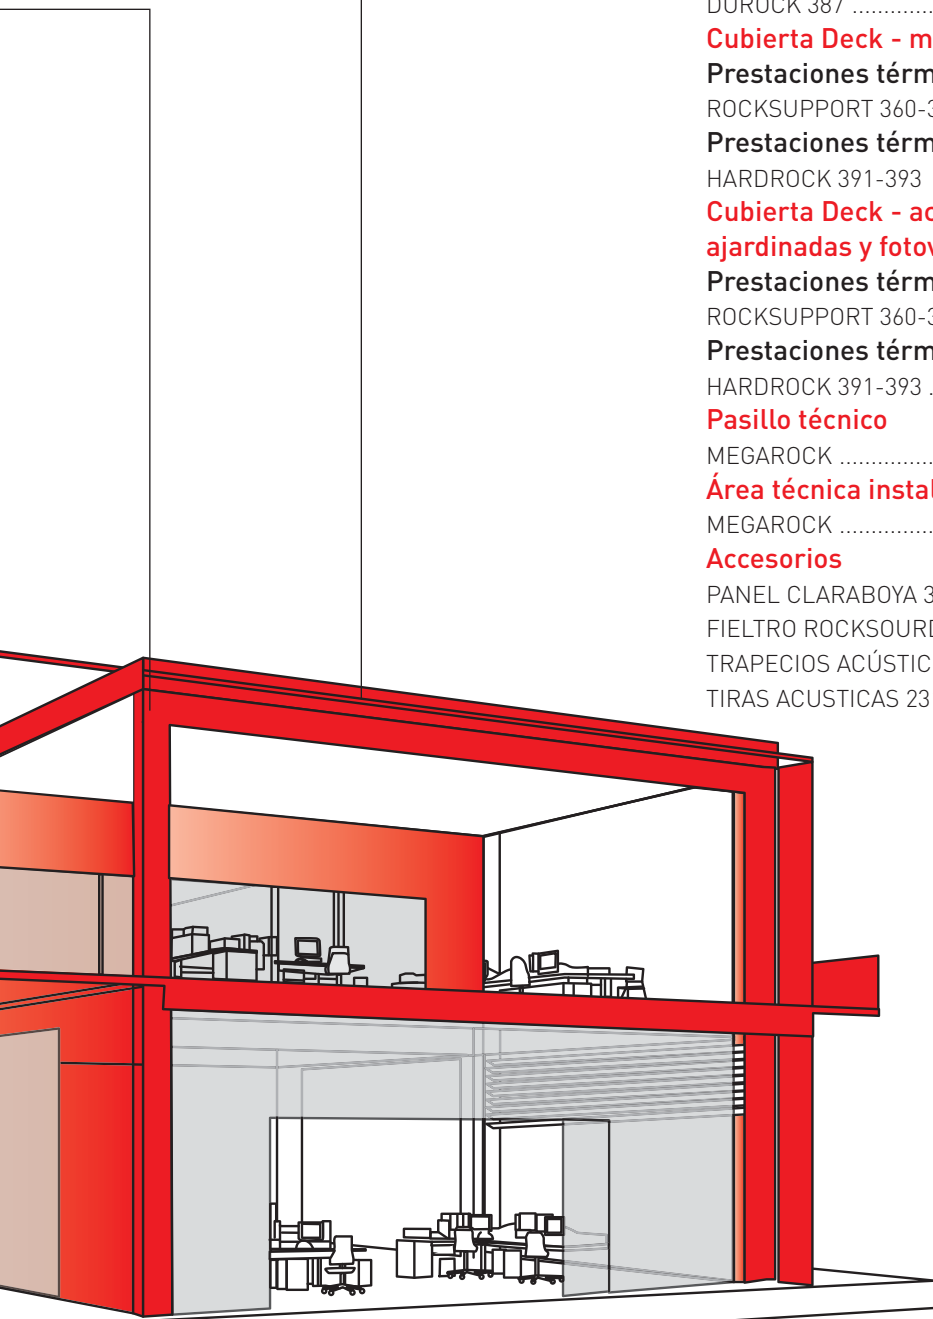 DUROCK 387 .............
Cubierta Deck - m
Prestaciones térm
ROCKSUPPORT 360-3
Prestaciones térm
HARDROCK 391-393
Cubierta Deck - ac
ajardinadas y fotov
Prestaciones térm
ROCKSUPPORT 360-3
Prestaciones térm
HARDROCK 391-393 .
Pasillo técnico
MEGAROCK ...............
Área técnica instal
MEGAROCK ...............
Accesorios
PANEL CLARABOYA 3
FIELTRO ROCKSOURD
TRAPECIOS ACÚSTIC
TIRAS ACUSTICAS 23